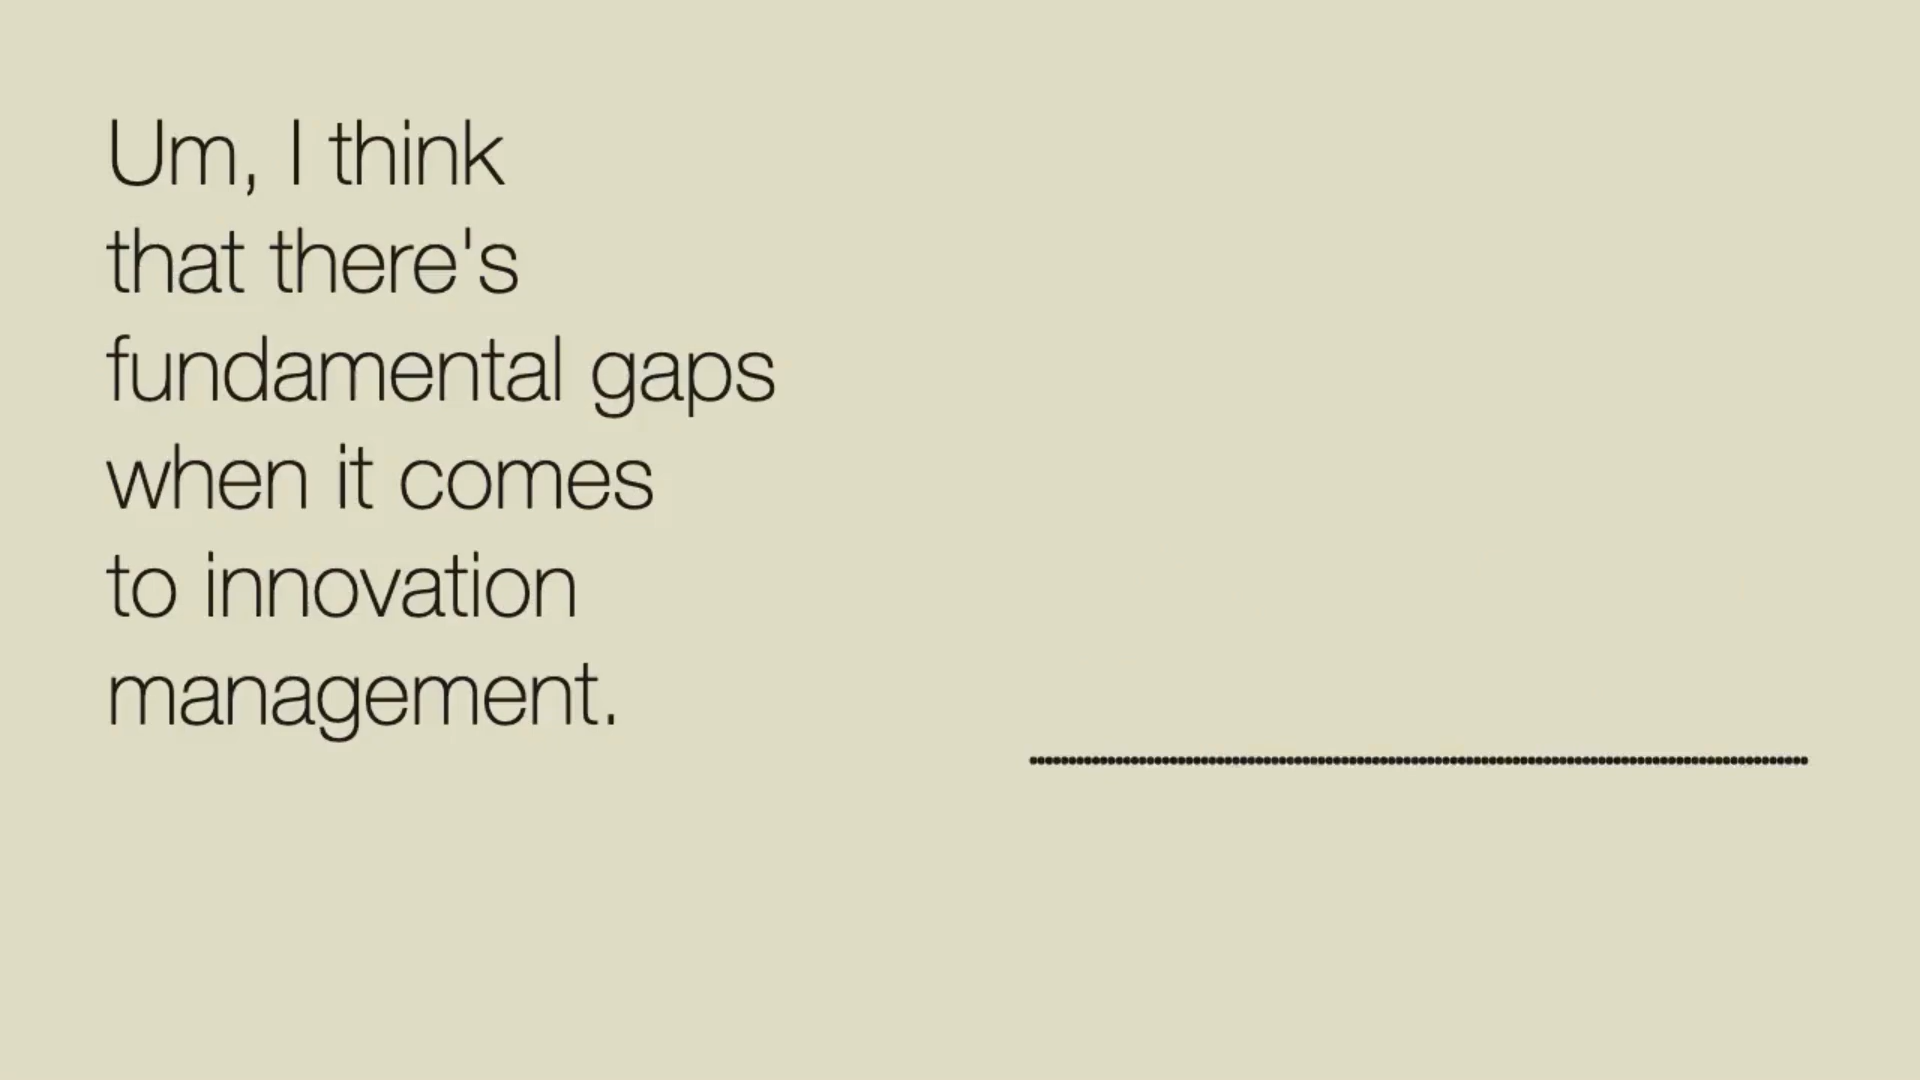 Um, I think
that there's
fundamental gaps
when it comes
to innovation
management.